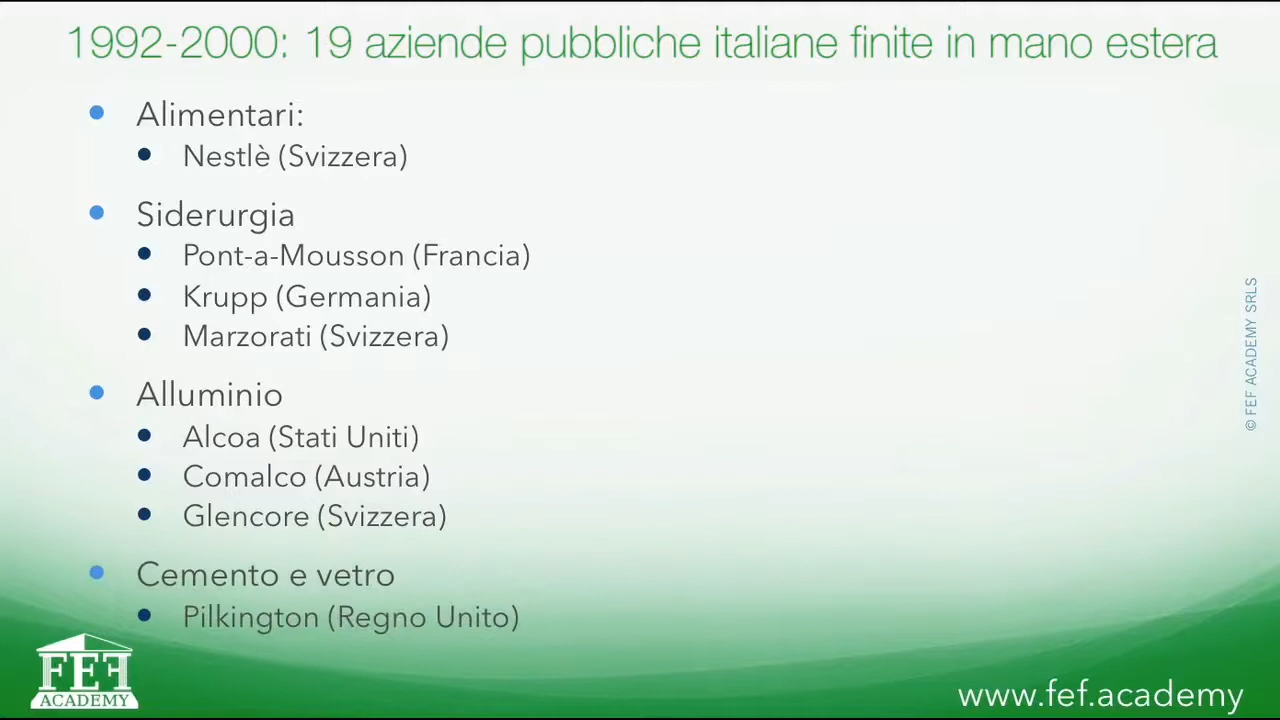 1992-2000: 19 aziende pubbliche italiane finite in mano estera
Alimentari:
Nestlè (Svizzera)
Siderurgia
Pont-a-Mousson (Francia)
Krupp (Germania)
Marzorati (Svizzera)
Alluminio
Alcoa (Stati Uniti)
Comalco (Austria)
Glencore (Svizzera)
Cemento e vetro
Pilkington (Regno Unito)
© FEF ACADEMY SRLS
FEF
ACADEMY
www.fef.academy